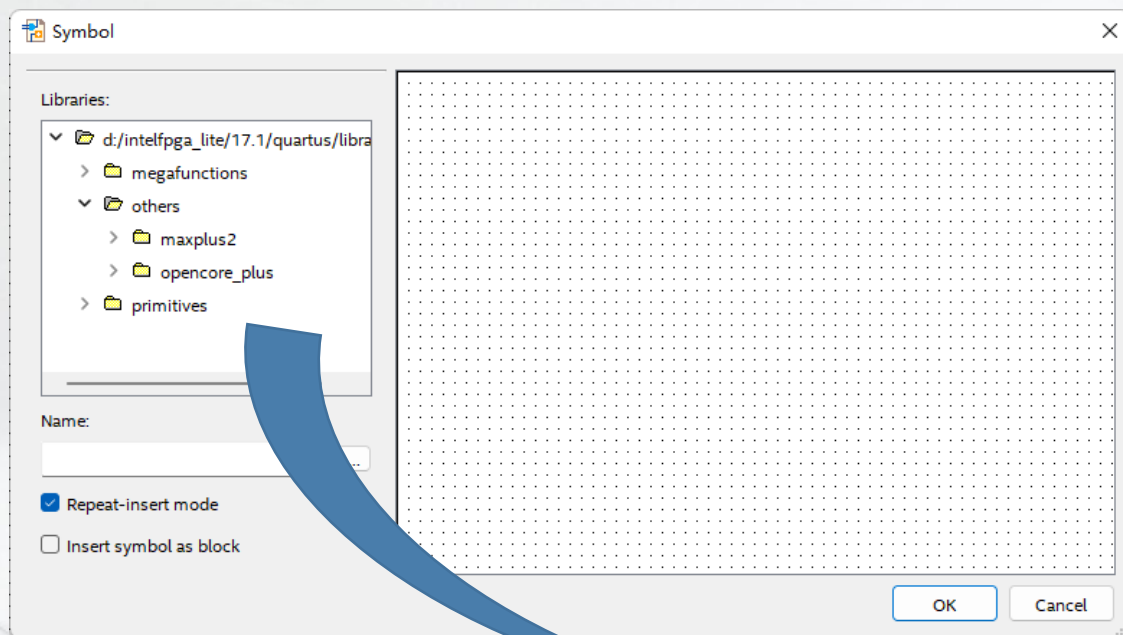 Symbol
Libraries:
d:/intelfpga_lite/17.1/quartus/libra
megafunctions
others
maxplus2
opencore_plus
primitives
Name:
..
Repeat-insert mode
Insert symbol as block
OK
Cancel